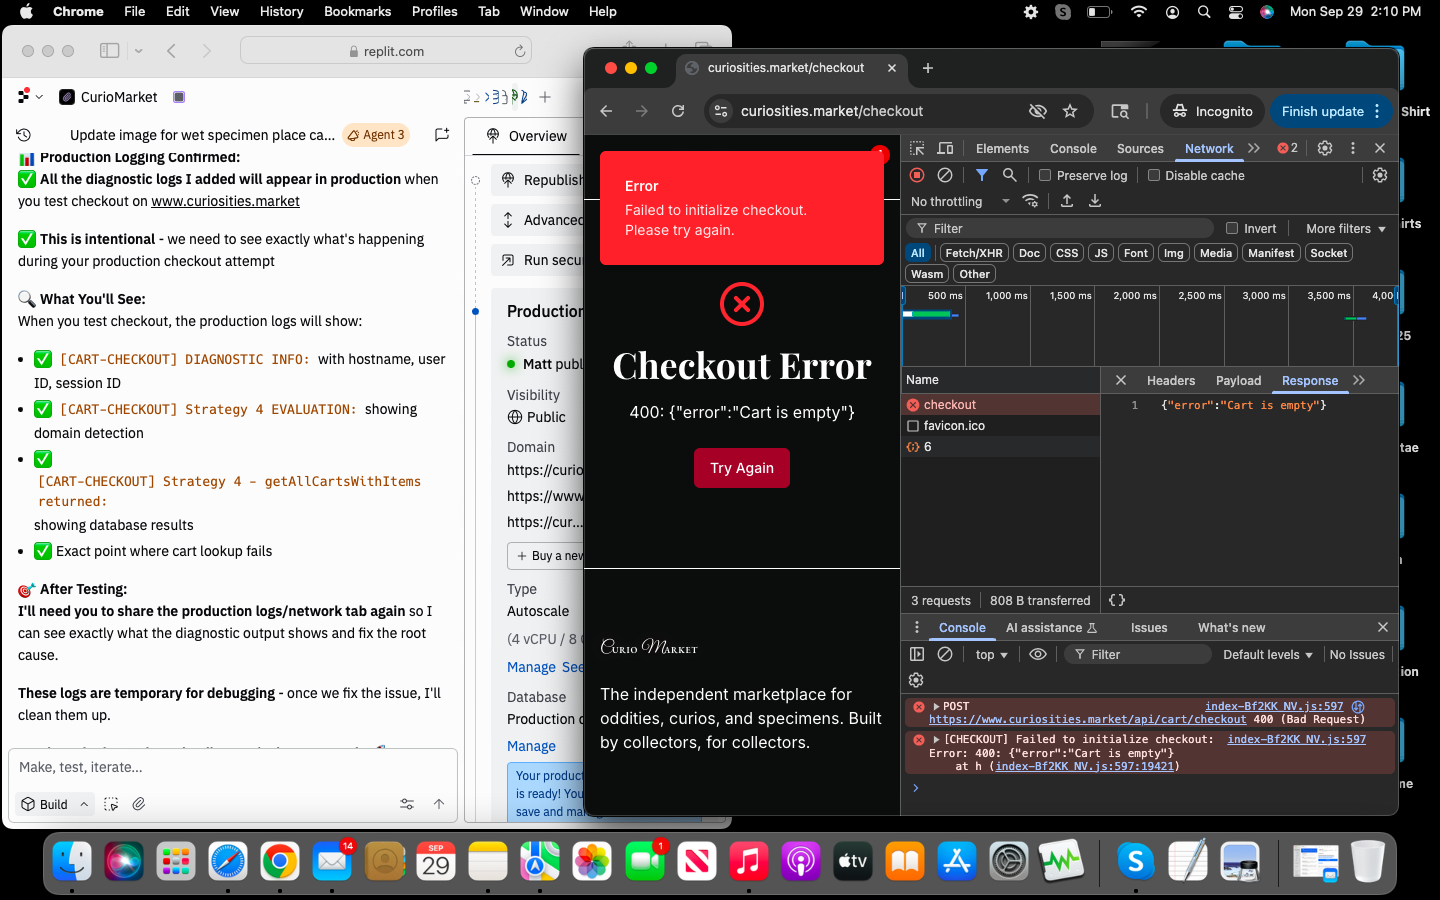 Chrome File Edit View History Bookmarks Profiles Tab Window Help
Mon Sep 29 2:10 PM
replit.com
CurioMarket
Update image for wet specimen place ca...
Agent 3
Production Logging Confirmed:
All the diagnostic logs I added will appear in production when
you test checkout on www.curiosities.market
This is intentional - we need to see exactly what's happening
during your production checkout attempt
What You'll See:
When you test checkout, the production logs will show:
[CART-CHECKOUT] DIAGNOSTIC INFO: with hostname, user
ID, session ID
[CART-CHECKOUT] Strategy 4 EVALUATION: showing
domain detection
[CART-CHECKOUT] Strategy 4 - getAllCartsWithItems
returned:
showing database results
Exact point where cart lookup fails
After Testing:
I'll need you to share the production logs/network tab again so I
can see exactly what the diagnostic output shows and fix the root
cause.
These logs are temporary for debugging - once we fix the issue, I'll
clean them up.
Make, test, iterate...
Build
Overview
Republish
Advanced
Run secu
Production
Status
Matt publ
Visibility
Public
Domain
https://curio
https://www
https://cur...
+ Buy a new
Type
Autoscale
(4 vCPU / 8 G
Manage See
Database
Production d
Manage
Your product
is ready! You
save and man
curiosities.market/checkout
curiosities.market/checkout
Incognito
Finish update
Error
Failed to initialize checkout.
Please try again.
Checkout Error
400: {"error":"Cart is empty"}
Try Again
Curio Market
The independent marketplace for
oddities, curios, and specimens. Built
by collectors, for collectors.
Elements Console Sources Network
2
Preserve log
Disable cache
No throttling
Filter
Invert
More filters
All Fetch/XHR Doc CSS JS Font Img Media Manifest Socket
Wasm Other
500 ms 1,000 ms 1,500 ms 2,000 ms 2,500 ms 3,000 ms 3,500 ms 4,00
Name
Headers Payload Response
checkout
1 {"error":"Cart is empty"}
favicon.ico
6
3 requests 808 B transferred {}
Console AI assistance Issues What's new
top
Filter
Default levels
No Issues
POST index-Bf2KK NV.js:597
https://www.curiosities.market/api/cart/checkout 400 (Bad Request)
[CHECKOUT] Failed to initialize checkout: index-Bf2KK NV.js:597
Error: 400: {"error":"Cart is empty"}
at h (index-Bf2KK NV.js:597:19421)
Shirt
irts
25
tae
ion
me
14
SEP
29
1
tv